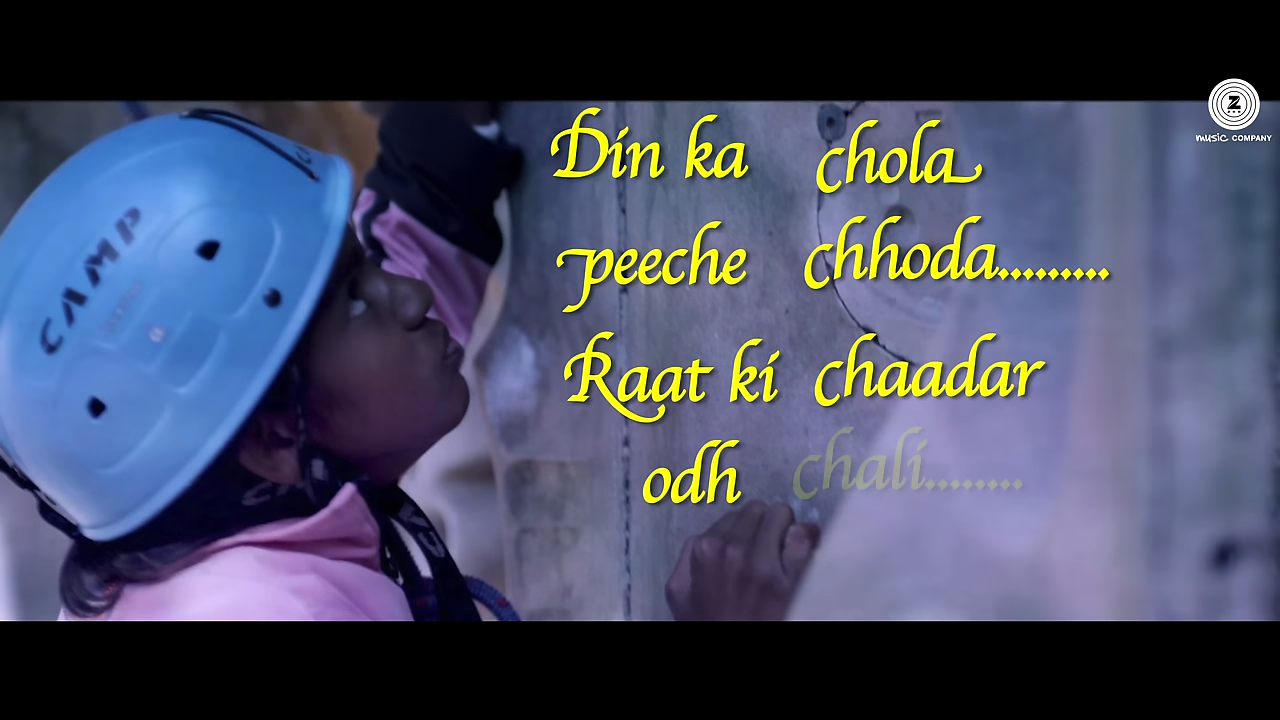 CAMP
Din ka chola
peeche chhoda.........
Raat ki chaadar
odh chali........
Z
music COMPANY